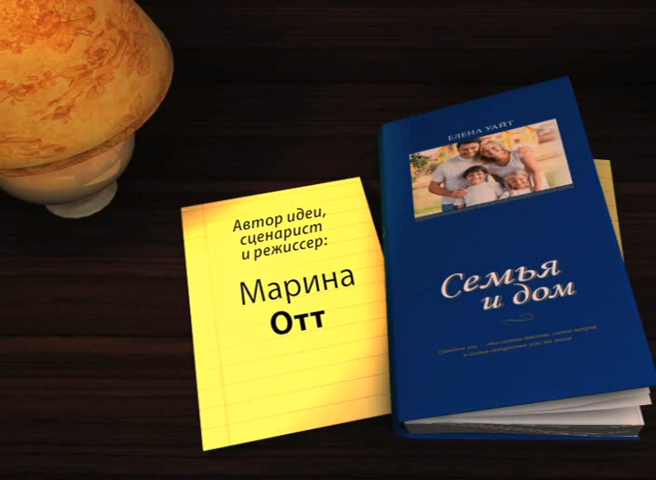 Автор идеи,
сценарист
и режиссер:
Марина
Отт
ЕЛЕНА УАЙТ
Семья
и дом